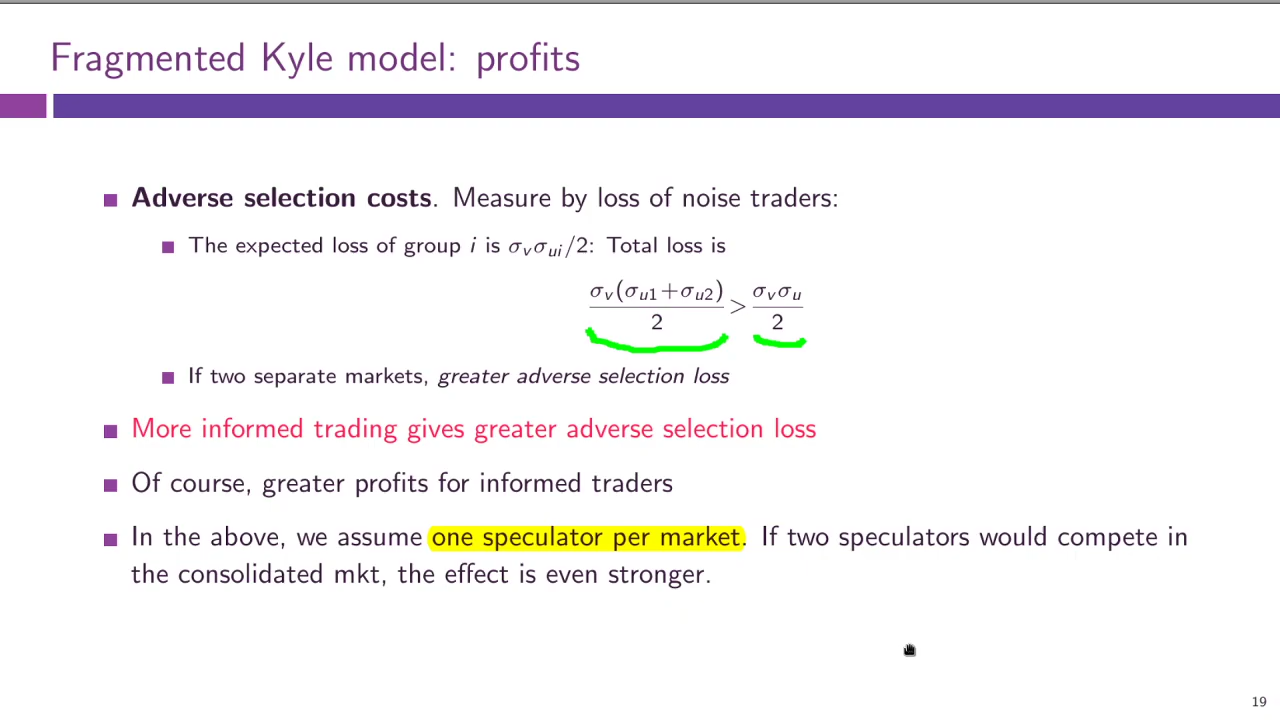 Fragmented Kyle model: profits
Adverse selection costs. Measure by loss of noise traders:
The expected loss of group i is σᵥσᵤᵢ/2: Total loss is
σᵥ(σᵤ₁+σᵤ₂)/2 > σᵥσᵤ/2
If two separate markets, greater adverse selection loss
More informed trading gives greater adverse selection loss
Of course, greater profits for informed traders
In the above, we assume one speculator per market. If two speculators would compete in
the consolidated mkt, the effect is even stronger.
19